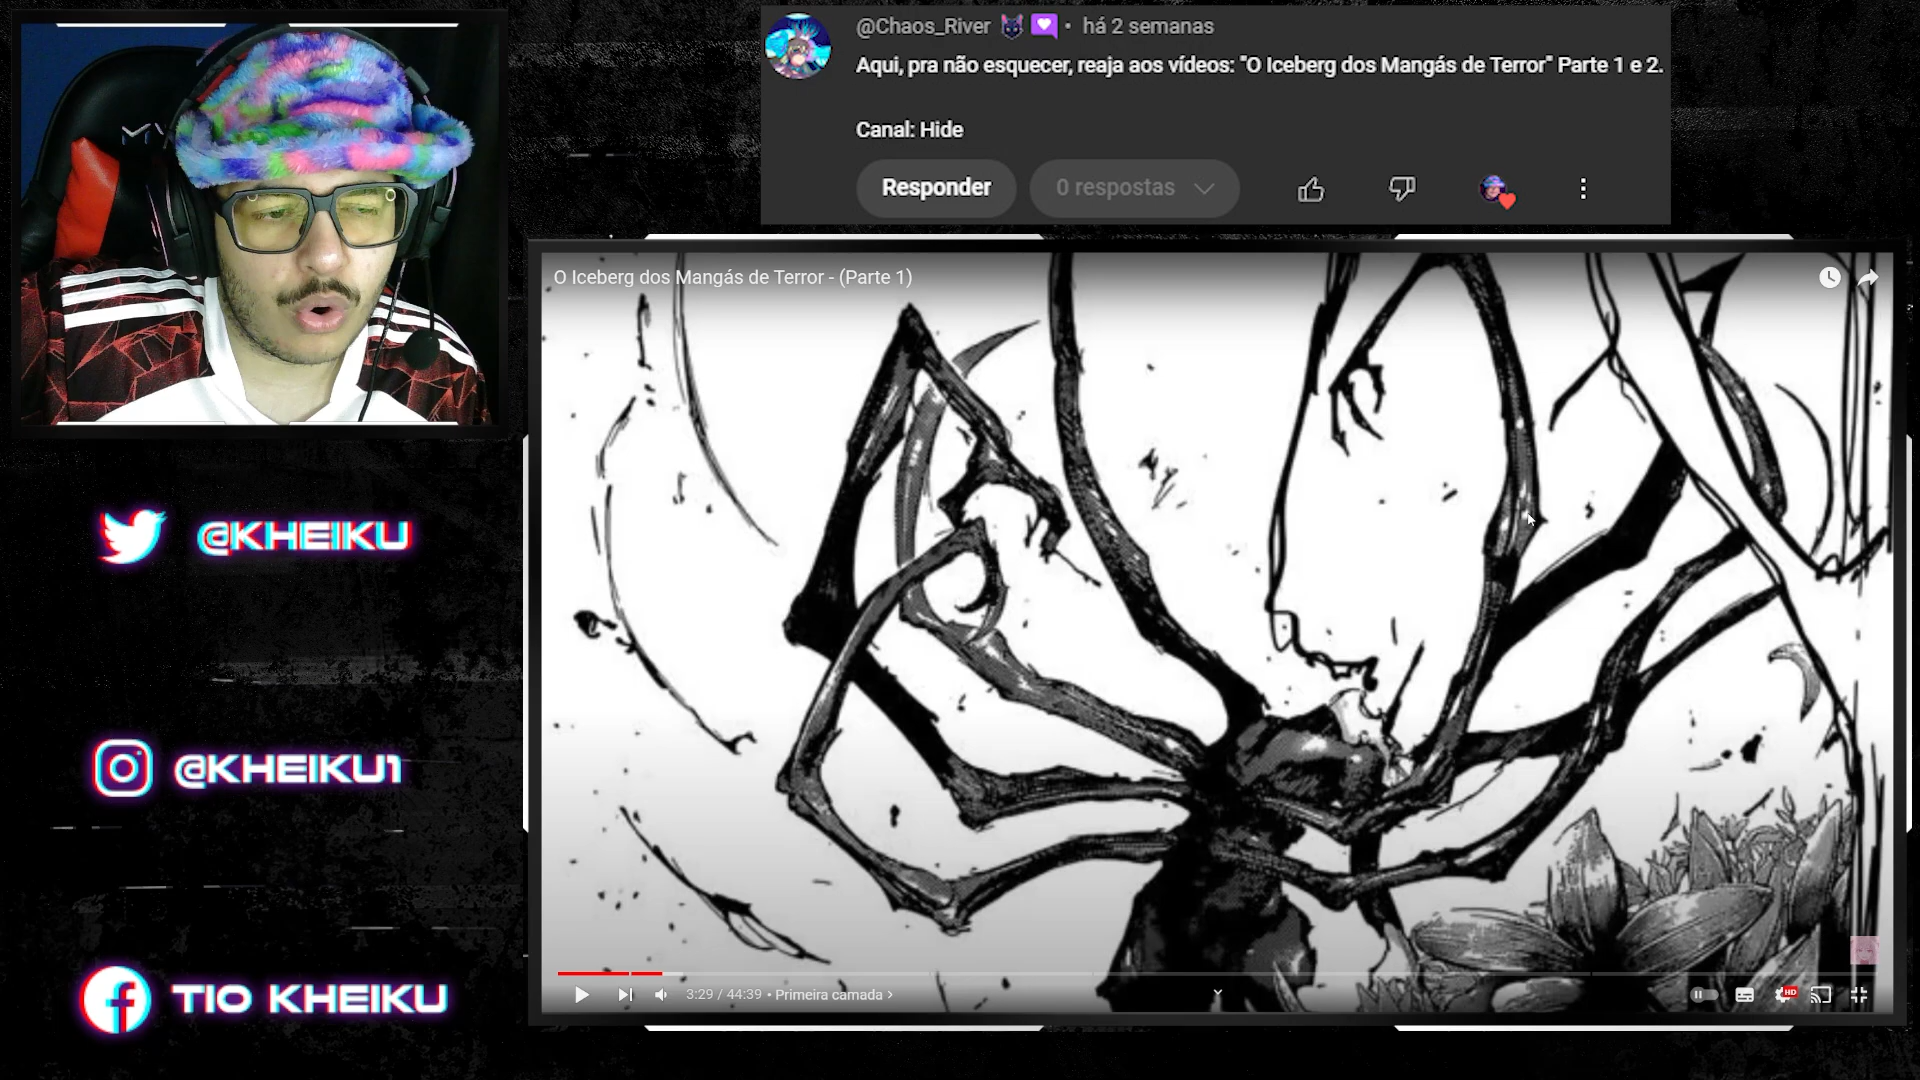 @Chaos_River • há 2 semanas
Aqui, pra não esquecer, reaja aos vídeos: "O Iceberg dos Mangás de Terror" Parte 1 e 2.
Canal: Hide
Responder 0 respostas
O Iceberg dos Mangás de Terror - (Parte 1)
@KHEIKU
@KHEIKU1
TIO KHEIKU
3:29 / 44:39 • Primeira camada >
HD